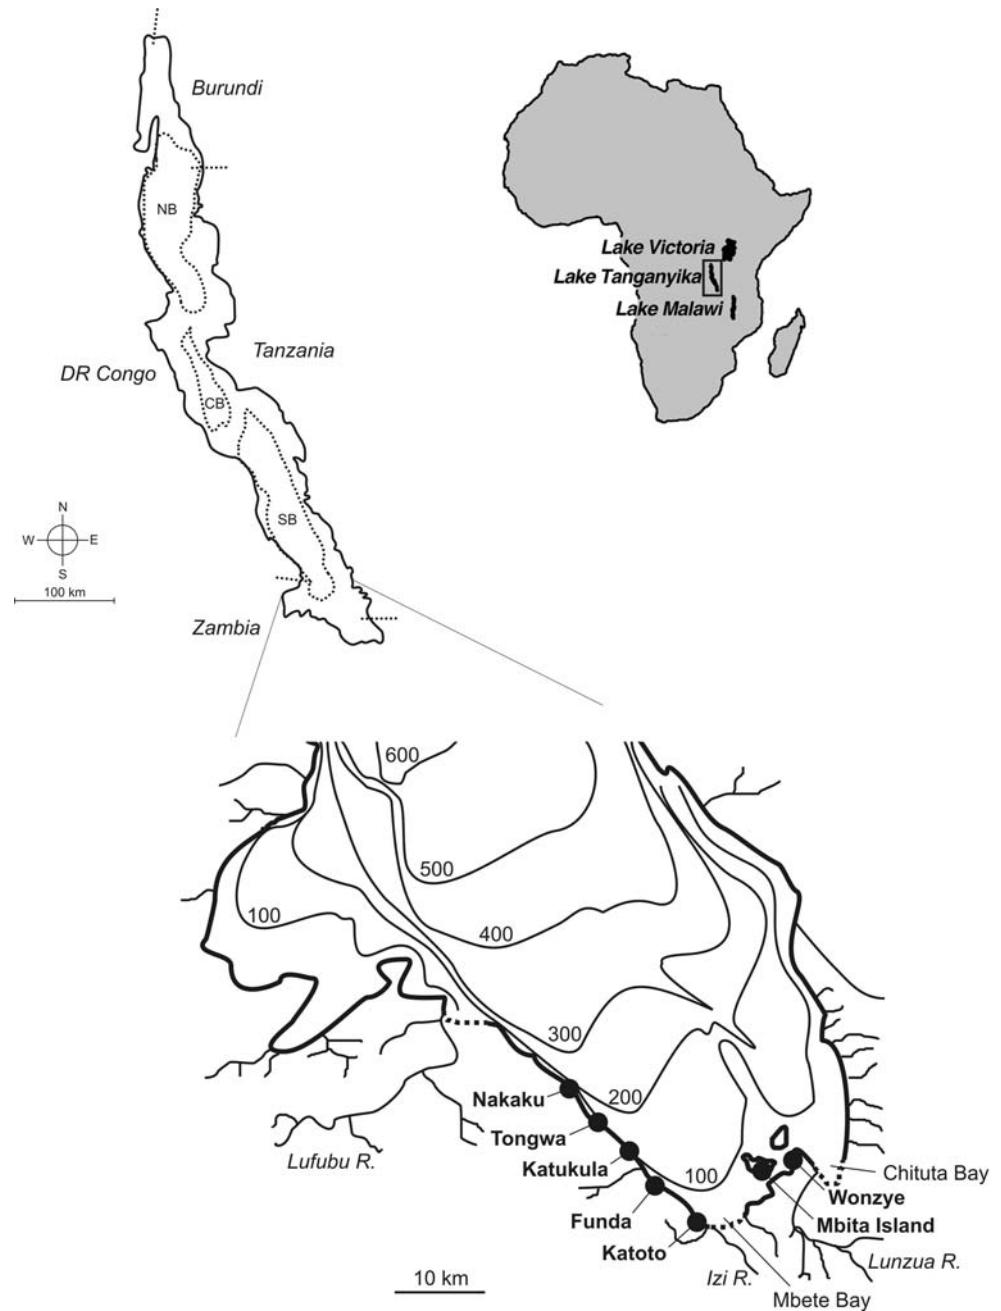 Burundi
NB
Lake Victoria
Lake Tanganyika
Lake Malawi
Tanzania
DR Congo
CB
SB
N
W
E
S
100 km
Zambia
600
500
100
400
300
200
Nakaku
Tongwa
Lufubu R.
Katukula
100
Chituta Bay
Wonzye
Funda
Mbita Island
Katoto
Lunzua R.
10 km
Izi R.
Mbete Bay